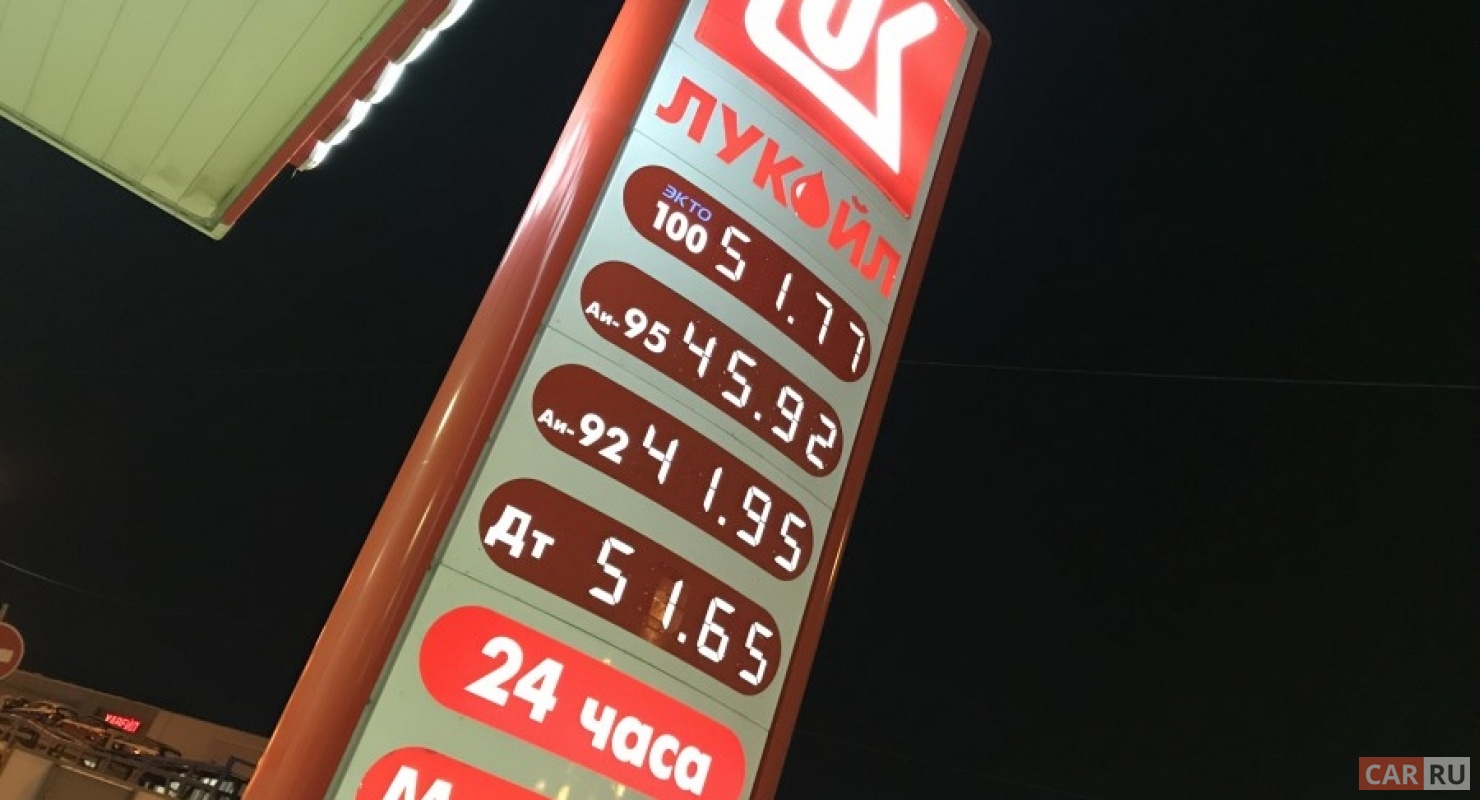 ЛУКОЙЛ
ЭКТО
100 51.77
Аи-95 45.92
Аи-92 41.95
Дт 51.65
24 часа
CAR RU